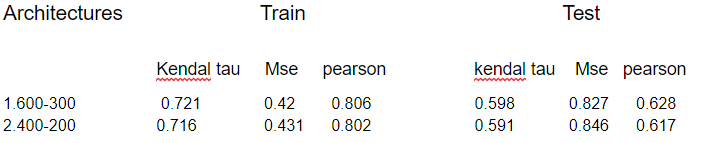 Architectures Train Test
Kendal tau Mse pearson kendal tau Mse pearson
1.600-300 0.721 0.42 0.806 0.598 0.827 0.628
2.400-200 0.716 0.431 0.802 0.591 0.846 0.617